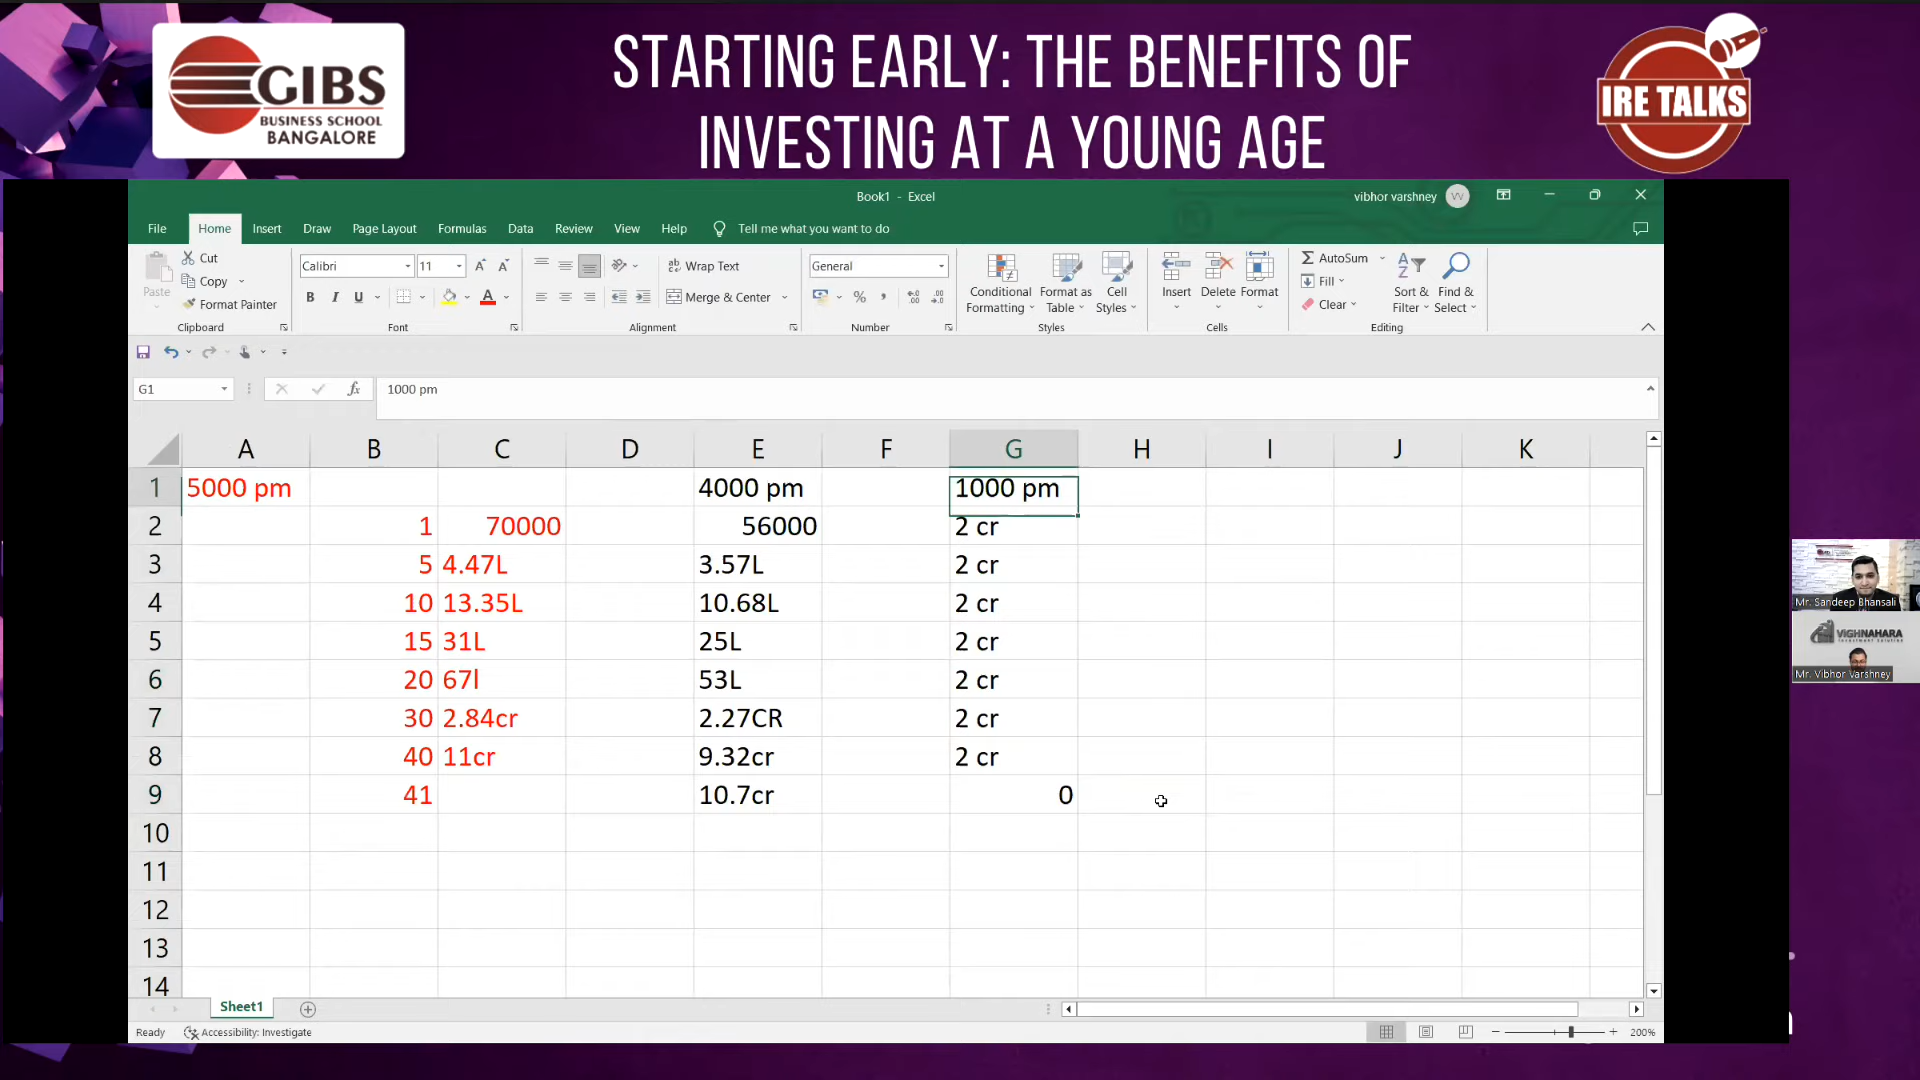 GIBS
BUSINESS SCHOOL
BANGALORE
STARTING EARLY: THE BENEFITS OF
INVESTING AT A YOUNG AGE
IRE TALKS
Book1 - Excel
vibhor varshney
VV
File Home Insert Draw Page Layout Formulas Data Review View Help Tell me what you want to do
Paste
Cut
Copy
Format Painter
Clipboard
Calibri
11
B I U
Font
Wrap Text
Merge & Center
Alignment
General
Number
Conditional
Formatting
Format as
Table
Cell
Styles
Styles
Insert
Delete
Format
Cells
AutoSum
Fill
Clear
Sort &
Filter
Find &
Select
Editing
G1
fx
1000 pm
A B C D E F G H I J K
1 5000 pm 4000 pm 1000 pm
2 1 70000 56000 2 cr
3 5 4.47L 3.57L 2 cr
4 10 13.35L 10.68L 2 cr
5 15 31L 25L 2 cr
6 20 67l 53L 2 cr
7 30 2.84cr 2.27CR 2 cr
8 40 11cr 9.32cr 2 cr
9 41 10.7cr 0
10
11
12
13
14
Sheet1
Ready
Accessibility: Investigate
200%
Mr. Sandeep Bhansali
VIGHNAHARA
Investment Solution
Mr. Vibhor Varshney